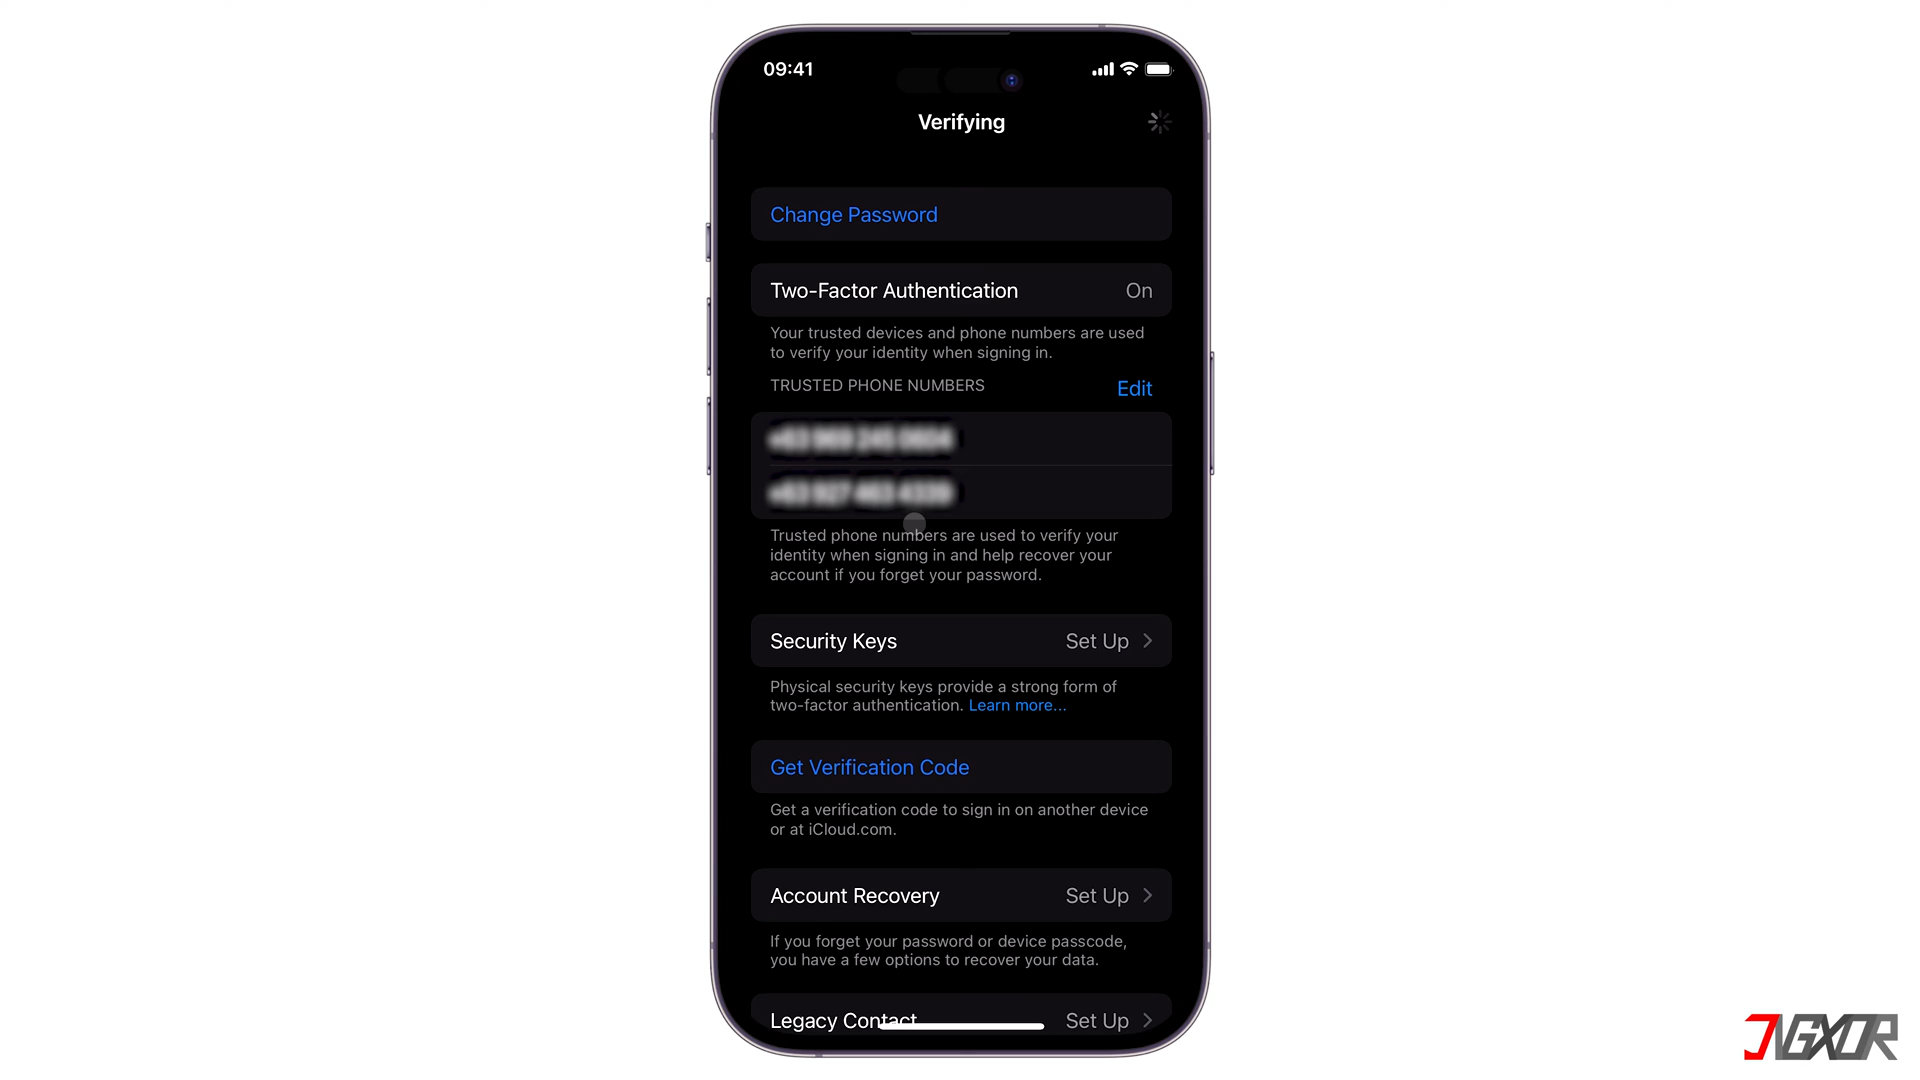 09:41
Verifying
Change Password
Two-Factor Authentication On
Your trusted devices and phone numbers are used
to verify your identity when signing in.
TRUSTED PHONE NUMBERS Edit
Trusted phone numbers are used to verify your
identity when signing in and help recover your
account if you forget your password.
Security Keys Set Up
Physical security keys provide a strong form of
two-factor authentication. Learn more...
Get Verification Code
Get a verification code to sign in on another device
or at iCloud.com.
Account Recovery Set Up
If you forget your password or device passcode,
you have a few options to recover your data.
Legacy Contact Set Up